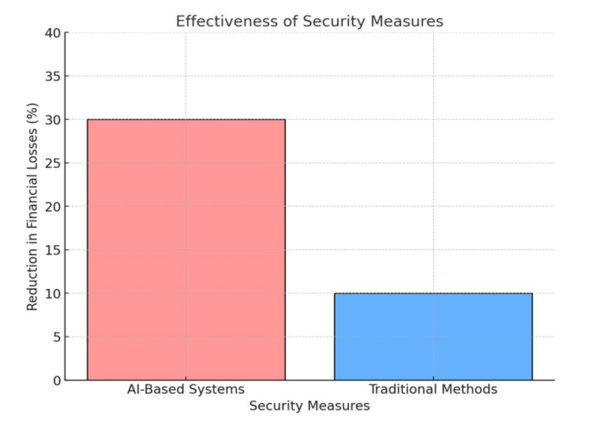 Effectiveness of Security Measures
40
35
30
25
20
15
10
5
0
Reduction in Financial Losses (%)
AI-Based Systems
Traditional Methods
Security Measures